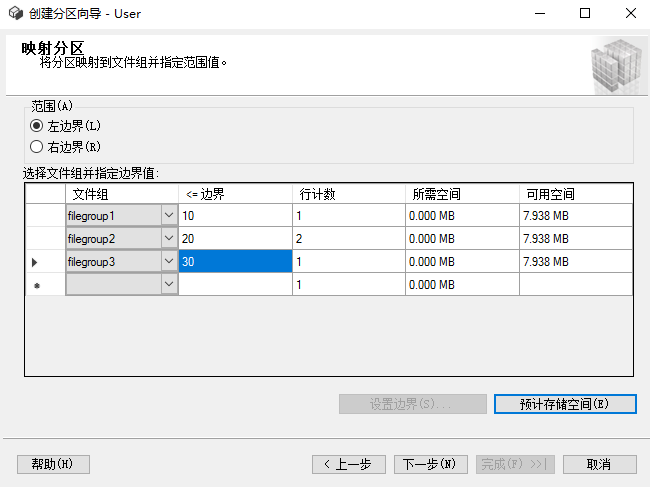 创建分区向导 - User
映射分区
将分区映射到文件组并指定范围值。
范围(A)
左边界(L)
右边界(R)
选择文件组并指定边界值:
文件组 <= 边界 行计数 所需空间 可用空间
filegroup1 10 1 0.000 MB 7.938 MB
filegroup2 20 2 0.000 MB 7.938 MB
filegroup3 30 1 0.000 MB 7.938 MB
1 0.000 MB
设置边界(S)... 预计存储空间(E)
帮助(H) < 上一步 下一步(N) 完成(F) >>| 取消